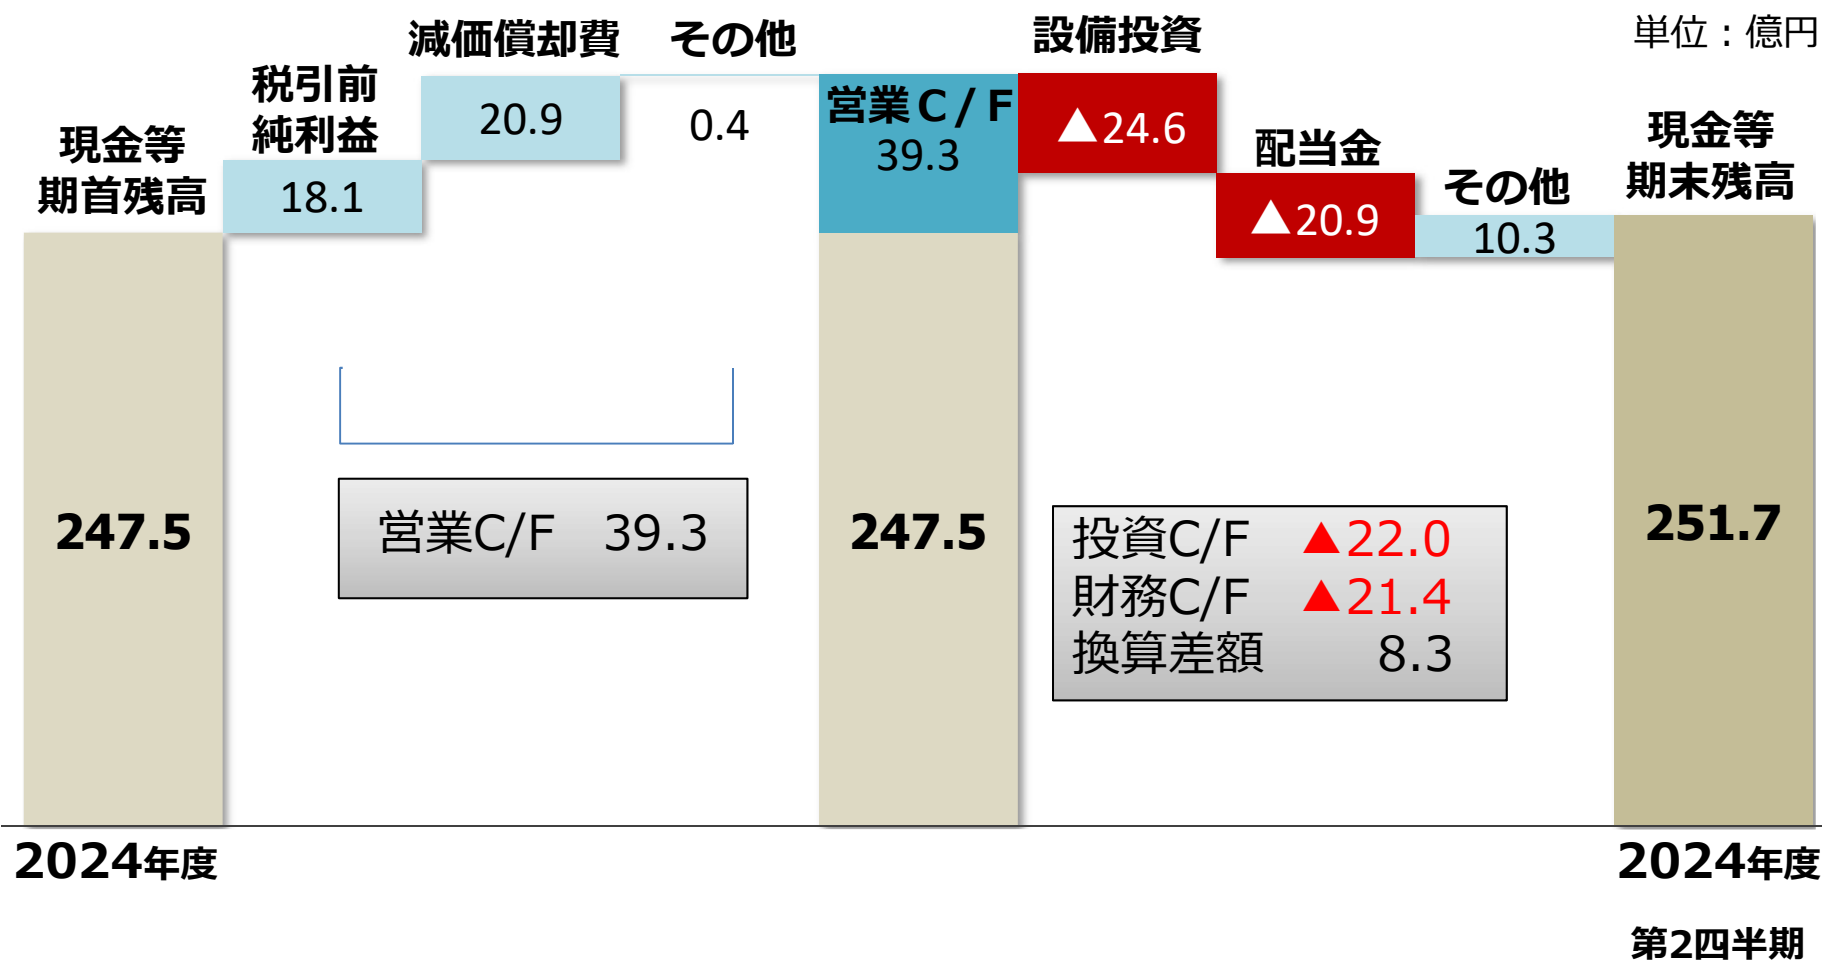 単位：億円
現金等
期首残高
税引前
純利益
18.1
減価償却費
20.9
その他
0.4
営業Ｃ/Ｆ
39.3
設備投資
▲24.6
配当金
▲20.9
その他
10.3
現金等
期末残高
247.5
営業C/F 39.3
247.5
投資C/F ▲22.0
財務C/F ▲21.4
換算差額 8.3
251.7
2024年度
2024年度
第2四半期